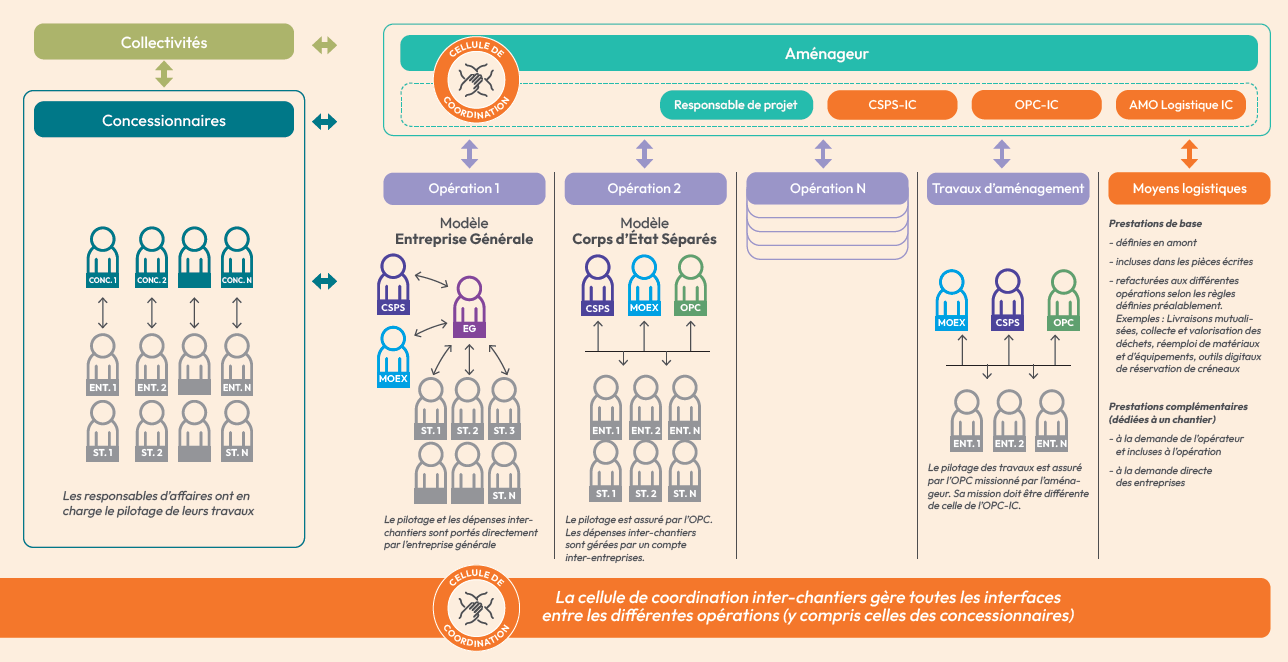 Collectivités
Concessionnaires
CONC. 1
CONC. 2
CONC. N
ENT. 1
ENT. 2
ENT. N
ST. 1
ST. 2
ST. N
Les responsables d'affaires ont en
charge le pilotage de leurs travaux
CELLULE DE
COORDINATION
Aménageur
Responsable de projet
CSPS-IC
OPC-IC
AMO Logistique IC
Opération 1
Modèle
Entreprise Générale
CSPS
EG
MOEX
ST. 1
ST. 2
ST. 3
ST. N
Le pilotage et les dépenses inter-
chantiers sont portés directement
par l'entreprise générale
Opération 2
Modèle
Corps d'État Séparés
CSPS
MOEX
OPC
ENT. 1
ENT. 2
ENT. N
ST. 1
ST. 2
ST. N
Le pilotage est assuré par l'OPC.
Les dépenses inter-chantiers
sont gérées par un compte
inter-entreprises.
Opération N
Travaux d'aménagement
MOEX
CSPS
OPC
ENT. 1
ENT. 2
ENT. N
Le pilotage des travaux est assuré
par l'OPC missionné par l'aména-
geur. Sa mission doit être différente
de celle de l'OPC-IC.
Moyens logistiques
Prestations de base
- définies en amont
- incluses dans les pièces écrites
- refacturées aux différentes
opérations selon les règles
définies préalablement.
Exemples : Livraisons mutuali-
sées, collecte et valorisation des
déchets, réemploi de matériaux
et d'équipements, outils digitaux
de réservation de créneaux
Prestations complémentaires
(dédiées à un chantier)
- à la demande de l'opérateur
et incluses à l'opération
- à la demande directe
des entreprises
CELLULE DE
COORDINATION
La cellule de coordination inter-chantiers gère toutes les interfaces
entre les différentes opérations (y compris celles des concessionnaires)